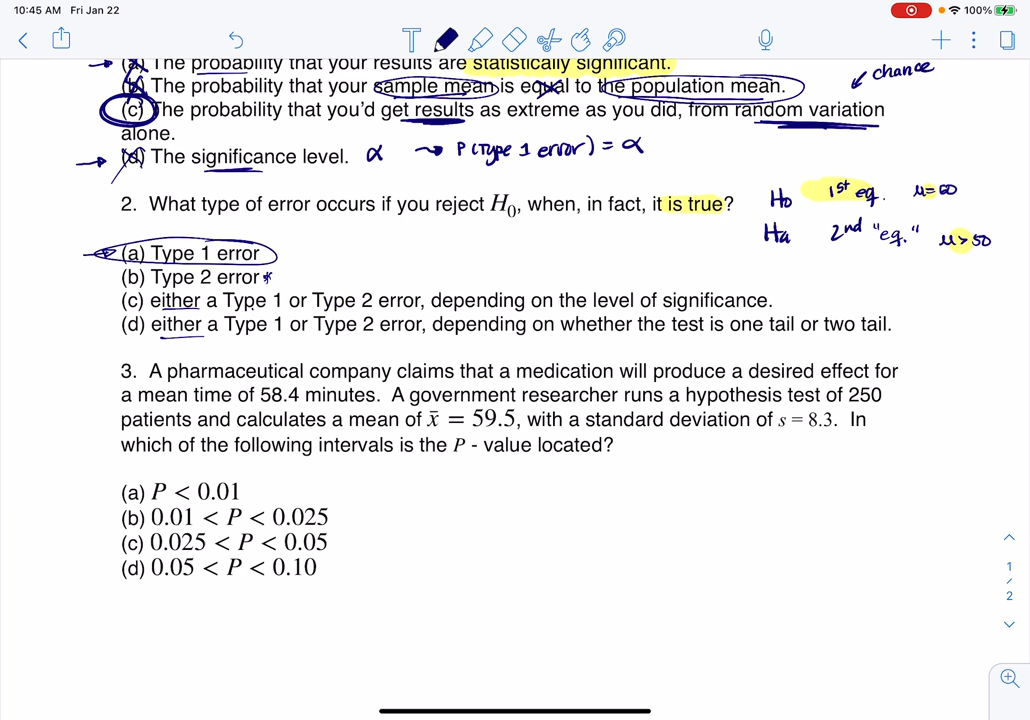 10:45 AM Fri Jan 22
100%
(a) The probability that your results are statistically significant.
(b) The probability that your sample mean is equal to the population mean.
chance
(c) The probability that you'd get results as extreme as you did, from random variation
alone.
(d) The significance level. α P(Type 1 error) = α
2. What type of error occurs if you reject H₀, when, in fact, it is true?
Ho 1st eq. μ = 50
Ha 2nd "eq." μ > 50
(a) Type 1 error
(b) Type 2 error
(c) either a Type 1 or Type 2 error, depending on the level of significance.
(d) either a Type 1 or Type 2 error, depending on whether the test is one tail or two tail.
3. A pharmaceutical company claims that a medication will produce a desired effect for
a mean time of 58.4 minutes. A government researcher runs a hypothesis test of 250
patients and calculates a mean of x̄ = 59.5, with a standard deviation of s = 8.3. In
which of the following intervals is the P - value located?
(a) P < 0.01
(b) 0.01 < P < 0.025
(c) 0.025 < P < 0.05
(d) 0.05 < P < 0.10
1
/
2